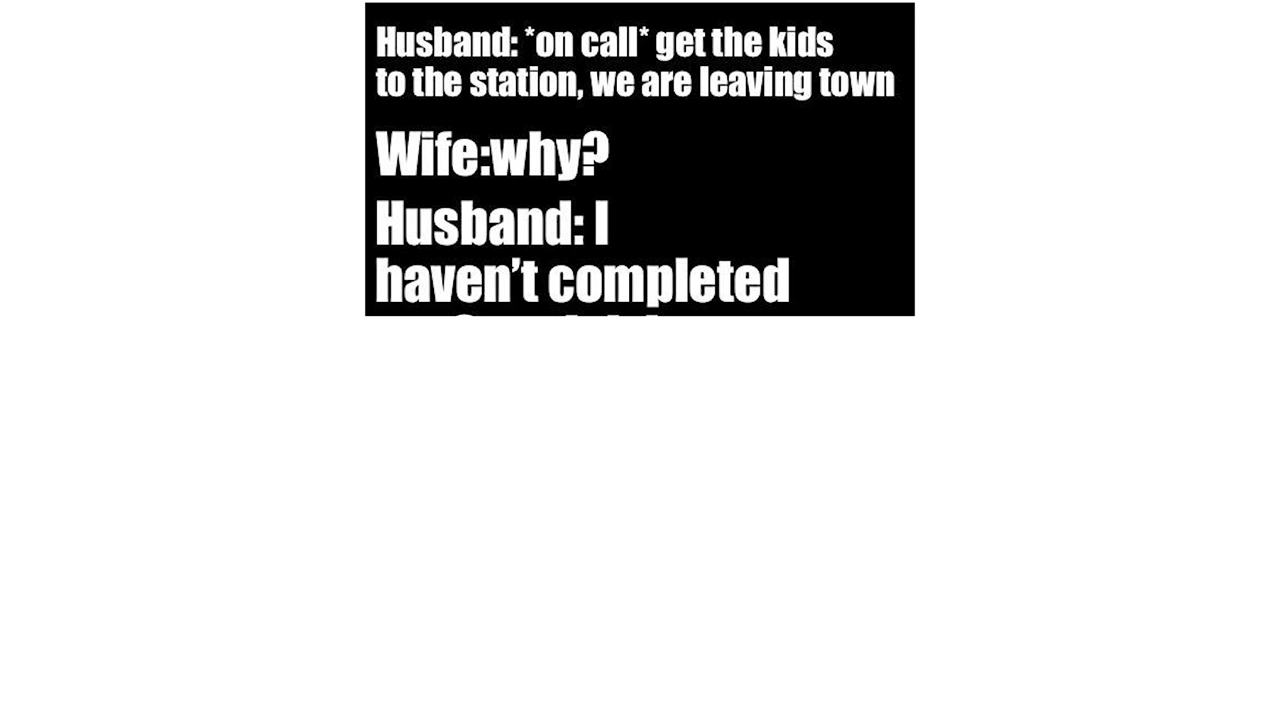 Husband: *on call* get the kids
to the station, we are leaving town
Wife:why?
Husband: I
haven’t completed